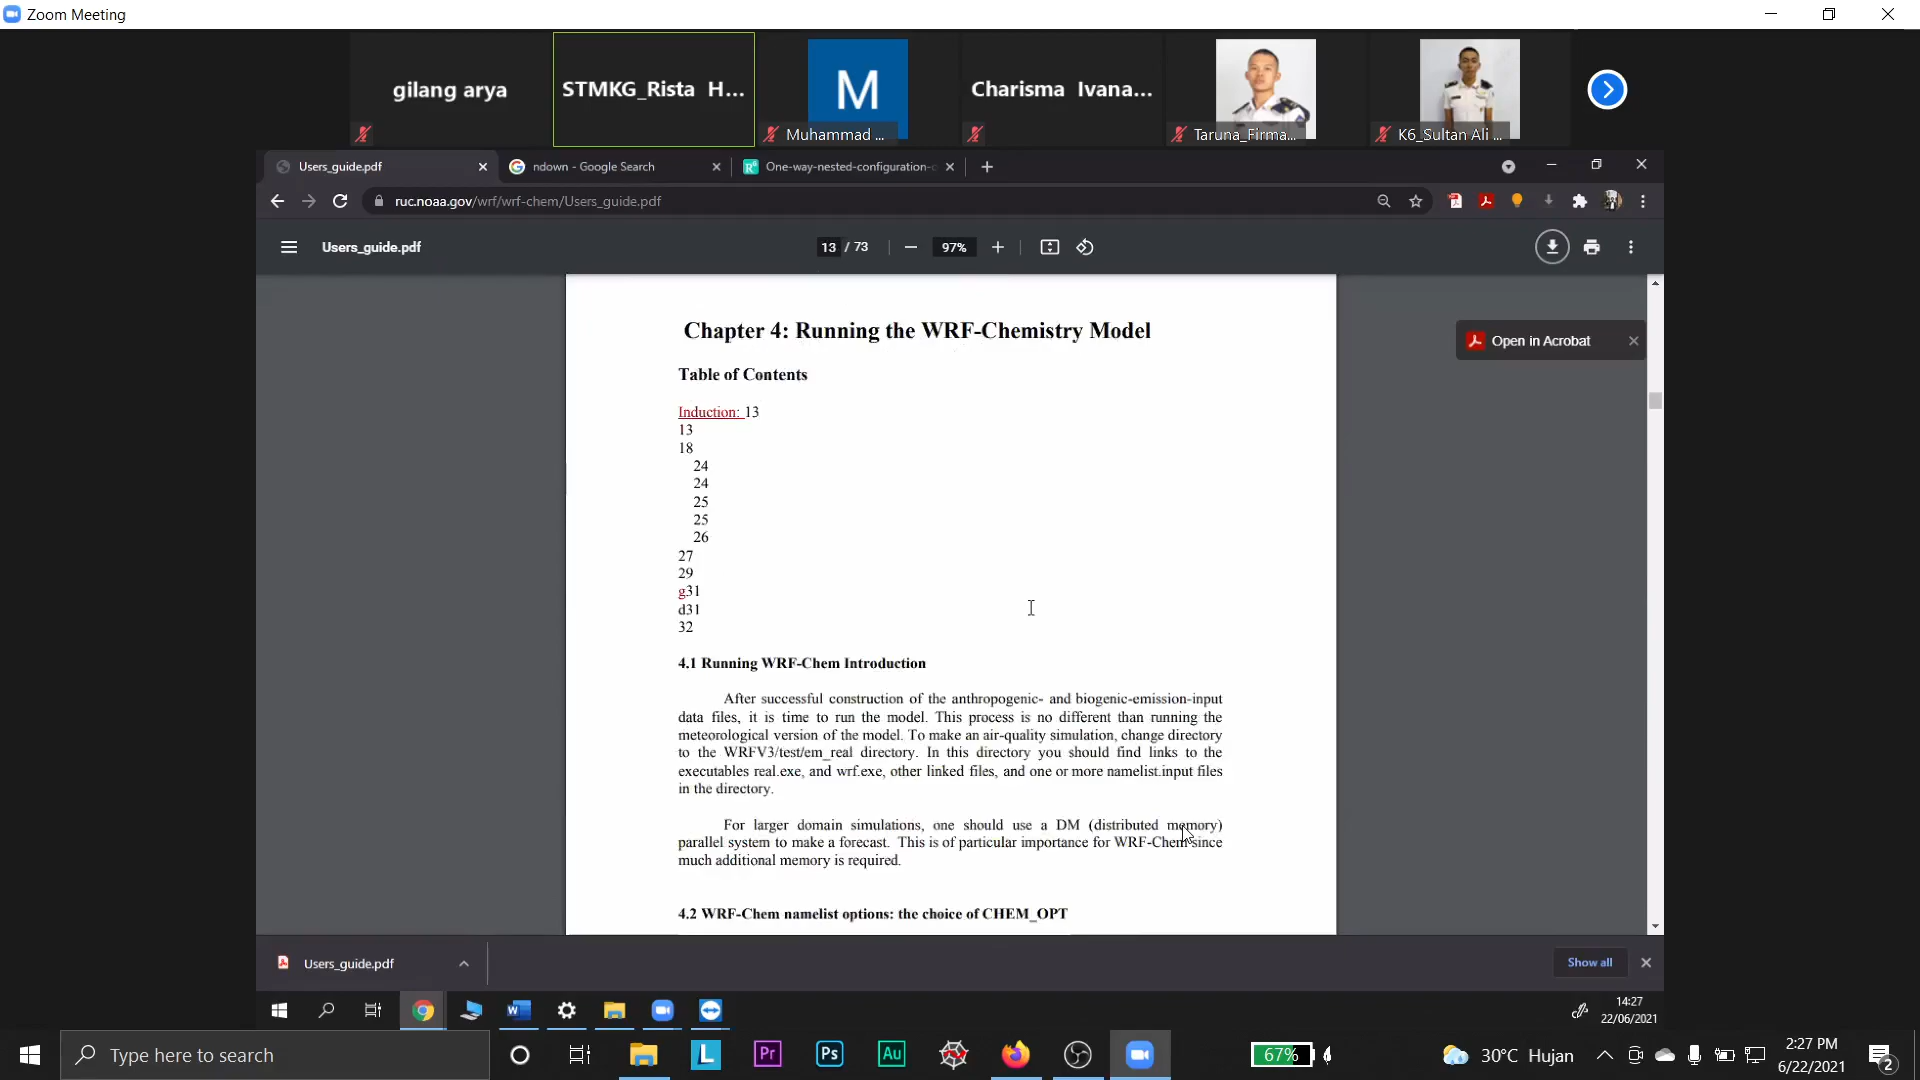 Zoom Meeting
gilang arya
STMKG_Rista H...
M
Muhammad ...
Charisma Ivana...
Taruna_Firma...
K6_Sultan Ali ...
Users_guide.pdf
ndown - Google Search
One-way-nested-configuration-o
ruc.noaa.gov/wrf/wrf-chem/Users_guide.pdf
Users_guide.pdf
13 / 73
97%
Open in Acrobat
Chapter 4: Running the WRF-Chemistry Model
Table of Contents
Induction: 13
13
18
24
24
25
25
26
27
29
g31
d31
32
4.1 Running WRF-Chem Introduction
After successful construction of the anthropogenic- and biogenic-emission-input
data files, it is time to run the model. This process is no different than running the
meteorological version of the model. To make an air-quality simulation, change directory
to the WRFV3/test/em_real directory. In this directory you should find links to the
executables real.exe, and wrf.exe, other linked files, and one or more namelist.input files
in the directory.
For larger domain simulations, one should use a DM (distributed memory)
parallel system to make a forecast. This is of particular importance for WRF-Chem since
much additional memory is required.
4.2 WRF-Chem namelist options: the choice of CHEM_OPT
Users_guide.pdf
Show all
14:27
22/06/2021
Type here to search
L
Pr
Ps
Au
67%
30°C Hujan
2:27 PM
6/22/2021
2